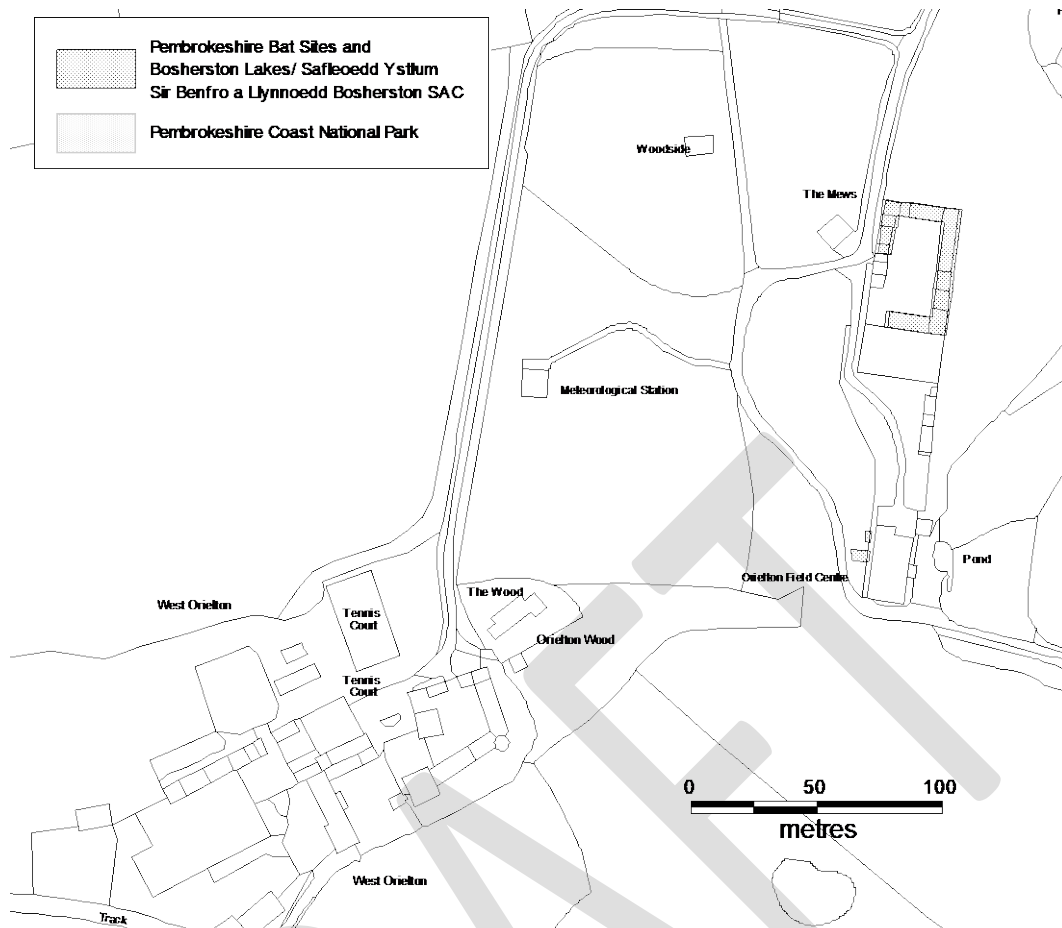 Pembrokeshire Bat Sites and
Bosherston Lakes/ Safleoedd Ystlum
Sir Benfro a Llynnoedd Bosherston SAC
Pembrokeshire Coast National Park
Woodside
The Mews
Meteorological Station
Pond
Orielton Field Centre
The Wood
West Orielton
Tennis
Court
Orielton Wood
Tennis
Court
0 50 100
metres
West Orielton
Track